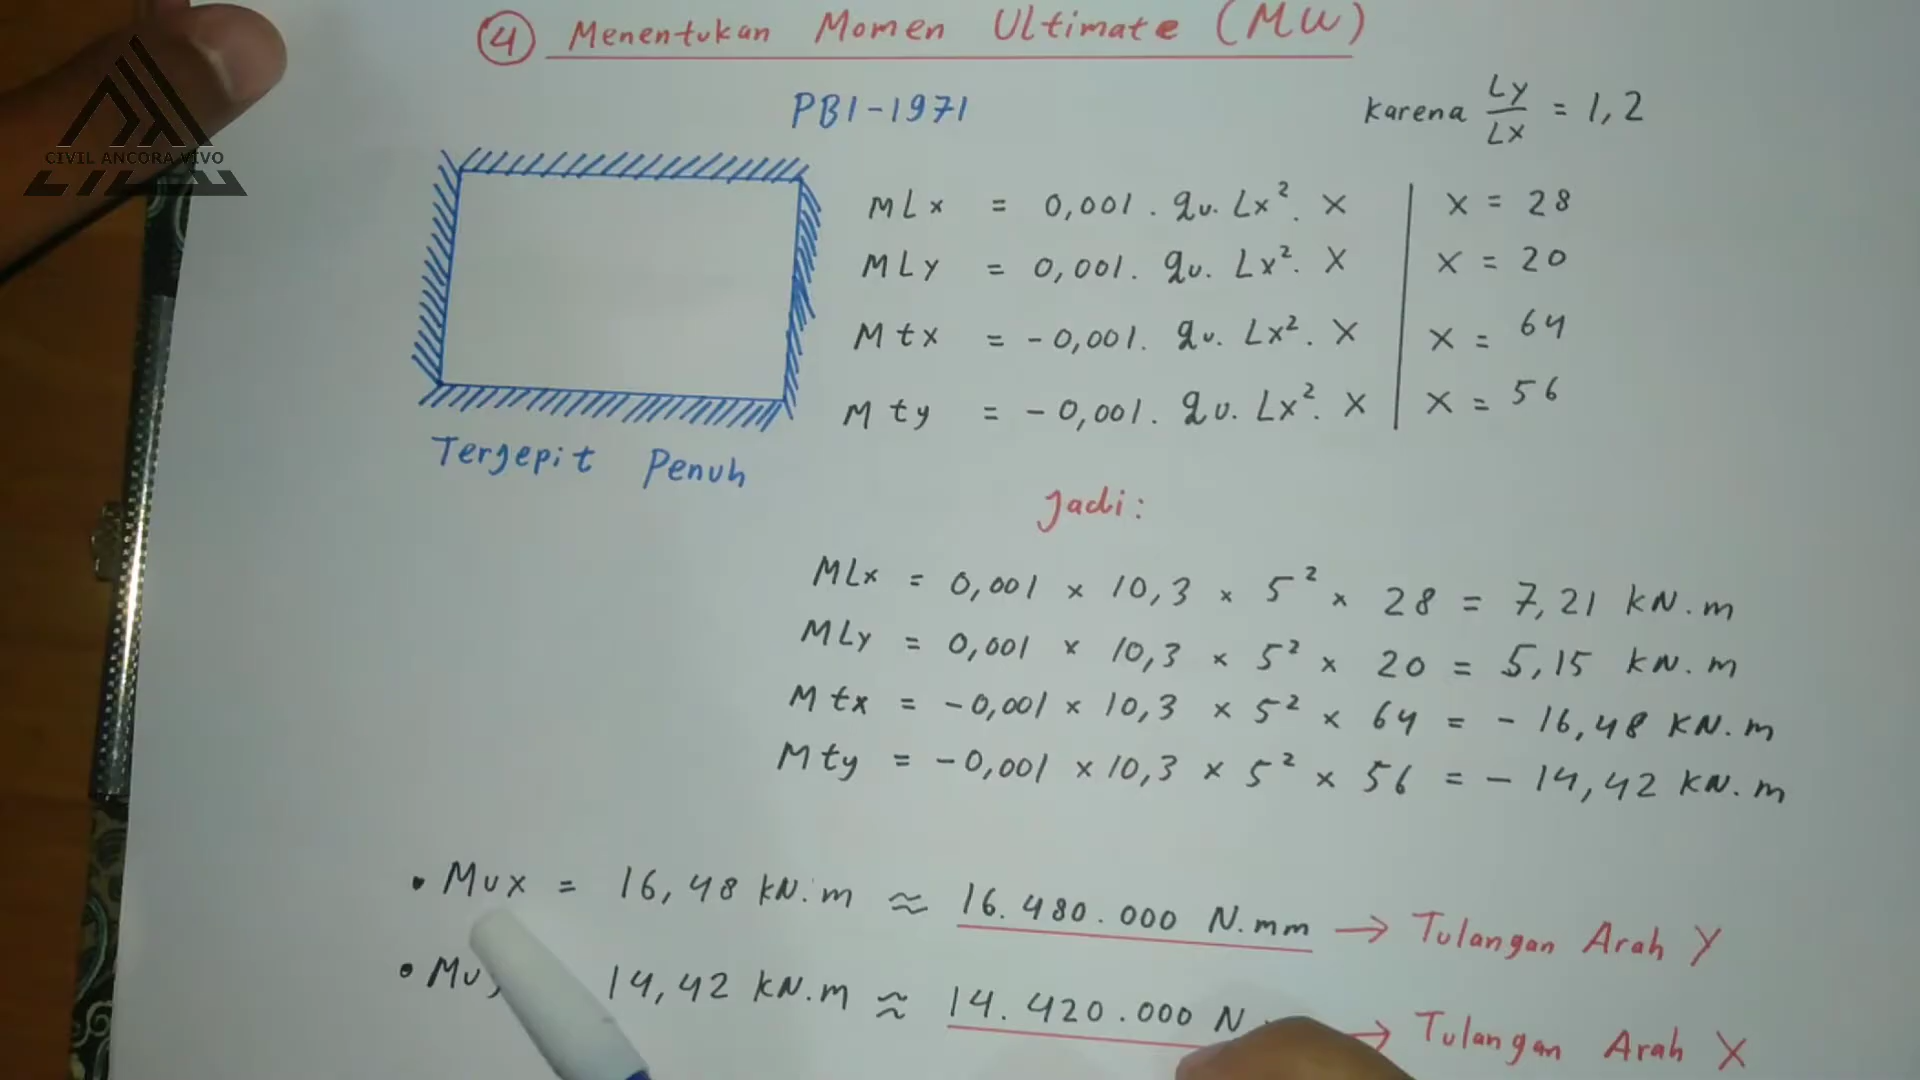 4 Menentukan Momen Ultimate (MU)
CIVIL ANCORA VIVO
PBI-1971
Karena Ly/Lx = 1,2
MLx = 0,001 . qu. Lx². X | X = 28
MLy = 0,001. qu. Lx². X | X = 20
Mtx = -0,001. qu. Lx². X | X = 64
Mty = -0,001. qu. Lx². X | X = 56
Terjepit Penuh
Jadi:
MLx = 0,001 x 10,3 x 5² x 28 = 7,21 kN.m
MLy = 0,001 x 10,3 x 5² x 20 = 5,15 kN.m
Mtx = -0,001 x 10,3 x 5² x 64 = - 16,48 kN.m
Mty = -0,001 x 10,3 x 5² x 56 = - 14,42 kN.m
• Mux = 16,48 kN.m ≈ 16.480.000 N.mm → Tulangan Arah Y
• Mu 14,42 kN.m ≈ 14.420.000 N → Tulangan Arah X